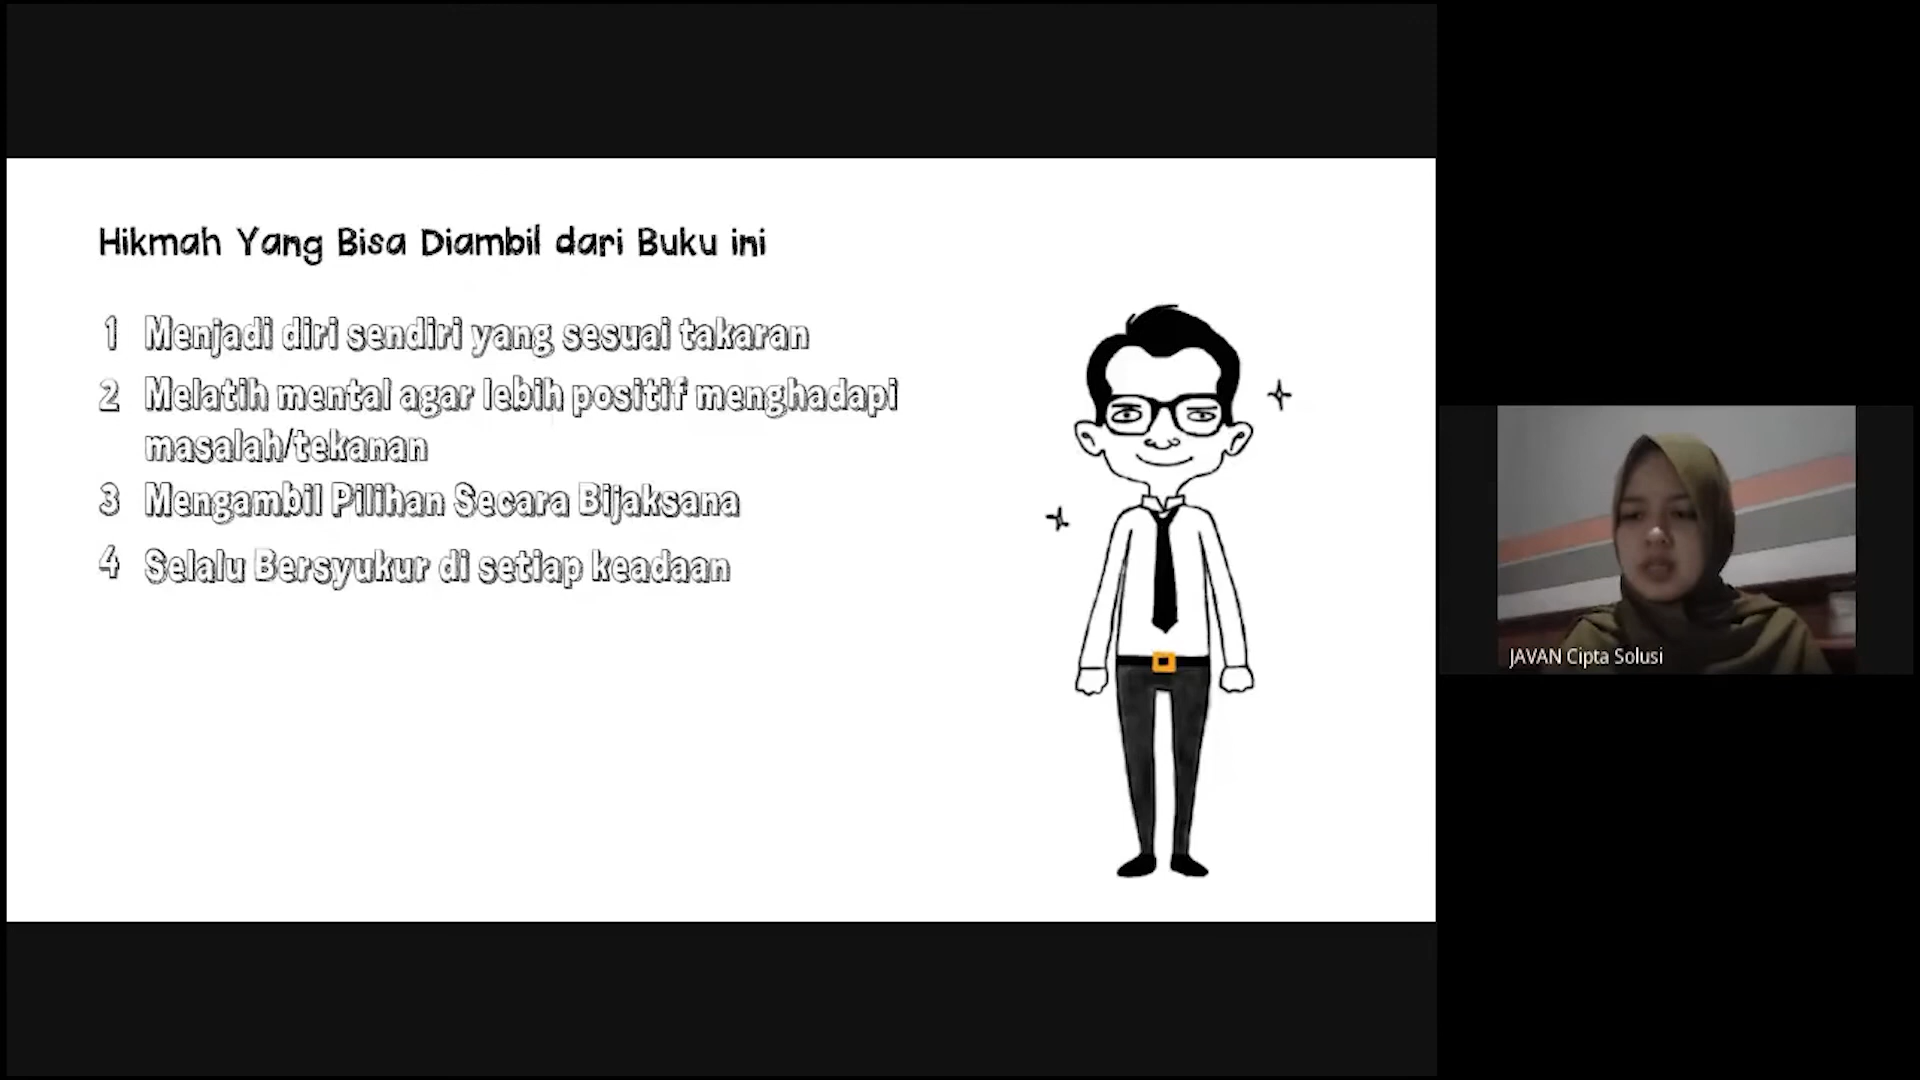 Hikmah Yang Bisa Diambil dari Buku ini
1 Menjadi diri sendiri yang sesuai takaran
2 Melatih mental agar lebih positif menghadapi
masalah/tekanan
3 Mengambil Pilihan Secara Bijaksana
4 Selalu Bersyukur di setiap keadaan
JAVAN Cipta Solusi